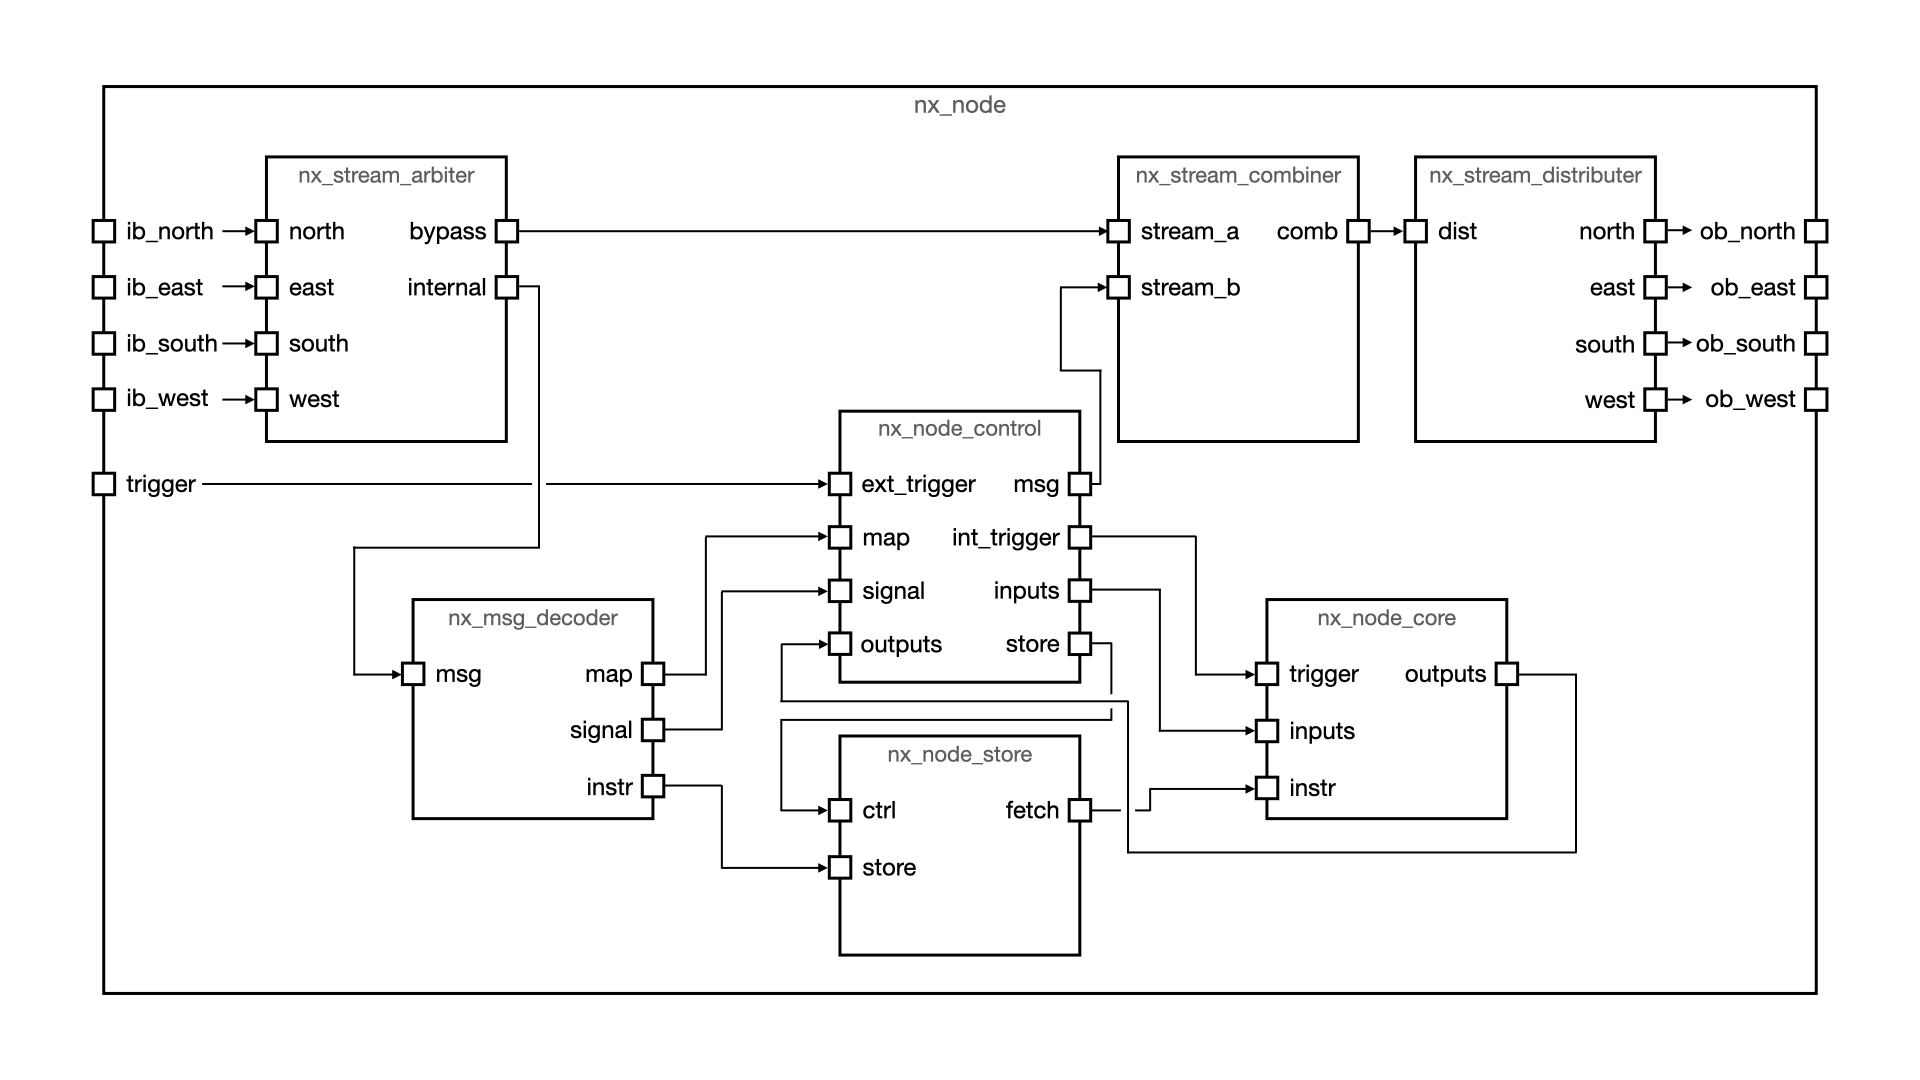 nx_node
nx_stream_arbiter
ib_north
north
bypass
ib_east
east
internal
ib_south
south
ib_west
west
trigger
nx_stream_combiner
stream_a
comb
stream_b
nx_stream_distributer
dist
north
ob_north
east
ob_east
south
ob_south
west
ob_west
nx_node_control
ext_trigger
msg
map
int_trigger
signal
inputs
outputs
store
nx_msg_decoder
msg
map
signal
instr
nx_node_store
ctrl
fetch
store
nx_node_core
trigger
outputs
inputs
instr